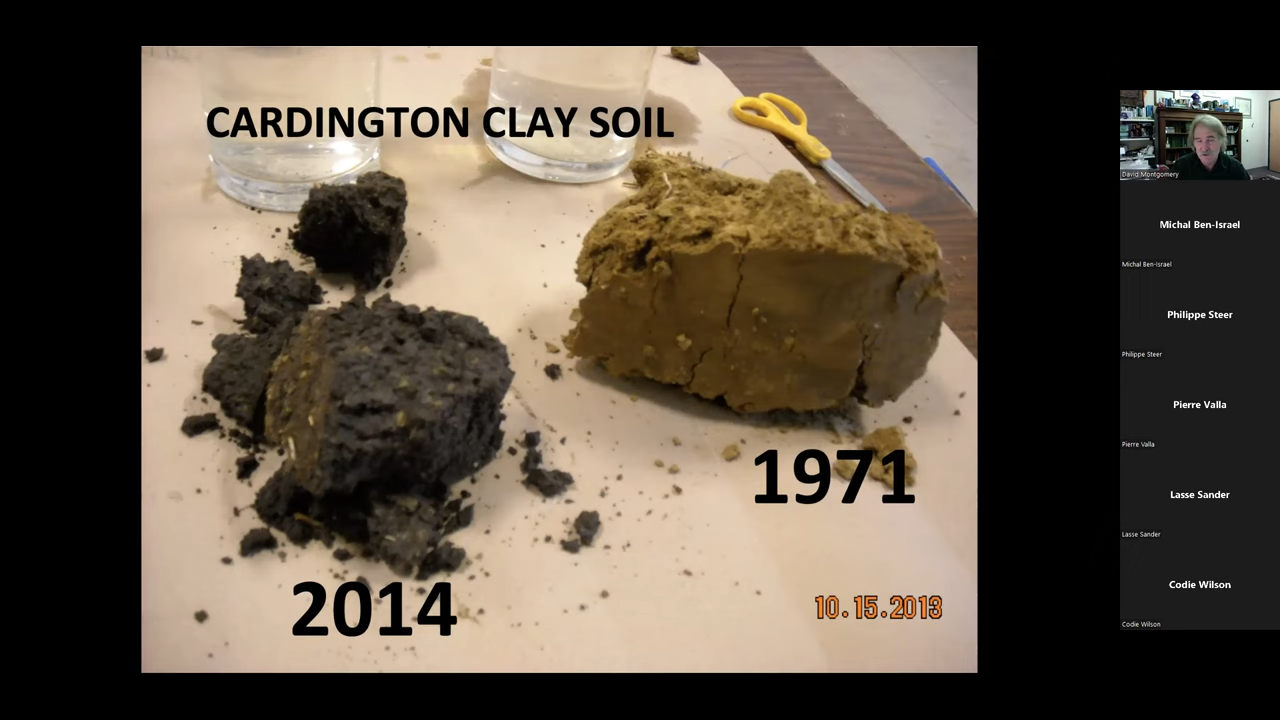 CARDINGTON CLAY SOIL
1971
2014
10.15.2013
David Montgomery
Michal Ben-Israel
Michal Ben-Israel
Philippe Steer
Philippe Steer
Pierre Valla
Pierre Valla
Lasse Sander
Lasse Sander
Codie Wilson
Codie Wilson